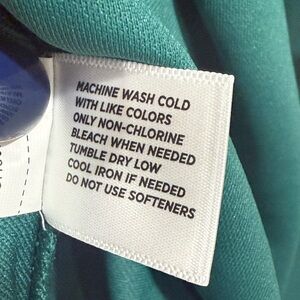 MACHINE WASH COLD
WITH LIKE COLORS
ONLY NON-CHLORINE
BLEACH WHEN NEEDED
TUMBLE DRY LOW
COOL IRON IF NEEDED
DO NOT USE SOFTENERS